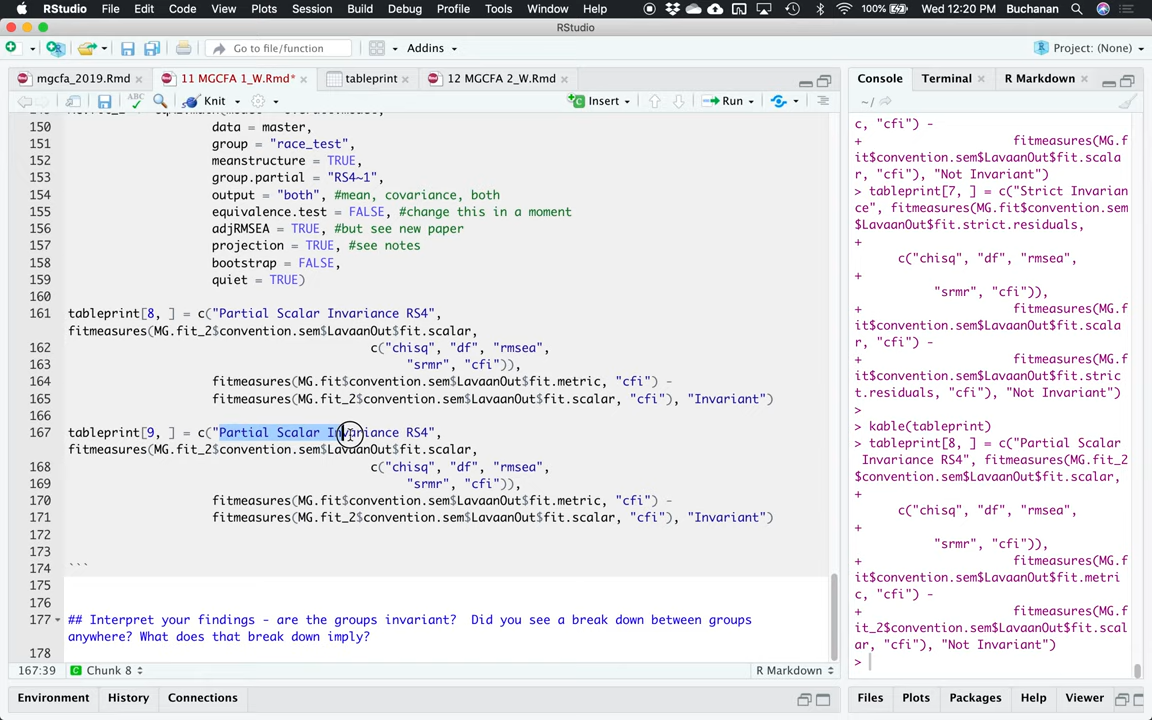 RStudio File Edit Code View Plots Session Build Debug Profile Tools Window Help 100% Wed 12:20 PM Buchanan
RStudio
Go to file/function Addins Project: (None)
mgcfa_2019.Rmd 11 MGCFA 1_W.Rmd* tableprint 12 MGCFA 2_W.Rmd
Knit Insert Run
150 data = master,
151 group = "race_test",
152 meanstructure = TRUE,
153 group.partial = "RS4~1",
154 output = "both", #mean, covariance, both
155 equivalence.test = FALSE, #change this in a moment
156 adjRMSEA = TRUE, #but see new paper
157 projection = TRUE, #see notes
158 bootstrap = FALSE,
159 quiet = TRUE)
160
161 tableprint[8, ] = c("Partial Scalar Invariance RS4",
fitmeasures(MG.fit_2$convention.sem$LavaanOut$fit.scalar,
162 c("chisq", "df", "rmsea",
163 "srmr", "cfi")),
164 fitmeasures(MG.fit$convention.sem$LavaanOut$fit.metric, "cfi") -
165 fitmeasures(MG.fit_2$convention.sem$LavaanOut$fit.scalar, "cfi"), "Invariant")
166
167 tableprint[9, ] = c("Partial Scalar Invariance RS4",
fitmeasures(MG.fit_2$convention.sem$LavaanOut$fit.scalar,
168 c("chisq", "df", "rmsea",
169 "srmr", "cfi")),
170 fitmeasures(MG.fit_2$convention.sem$LavaanOut$fit.metric, "cfi") -
171 fitmeasures(MG.fit_2$convention.sem$LavaanOut$fit.scalar, "cfi"), "Invariant")
172
173
174 ```
175
176
177 ## Interpret your findings - are the groups invariant?  Did you see a break down between groups
anywhere? What does that break down imply?
178
167:39 Chunk 8 R Markdown
Environment History Connections
Console Terminal R Markdown
~/
c, "cfi") -
+ fitmeasures(MG.f
it$convention.sem$LavaanOut$fit.scala
r, "cfi"), "Not Invariant")
> tableprint[7, ] = c("Strict Invarian
ce", fitmeasures(MG.fit$convention.sem
$LavaanOut$fit.strict.residuals,
+
c("chisq", "df", "rmsea",
+
"srmr", "cfi")),
+ fitmeasures(MG.f
it$convention.sem$LavaanOut$fit.scala
r, "cfi") -
+ fitmeasures(MG.f
it$convention.sem$LavaanOut$fit.stric
t.residuals, "cfi"), "Not Invariant")
>
> kable(tableprint)
> tableprint[8, ] = c("Partial Scalar
Invariance RS4", fitmeasures(MG.fit_2
$convention.sem$LavaanOut$fit.scalar,
+
c("chisq", "df", "rmsea",
+
"srmr", "cfi")),
+ fitmeasures(MG.f
it$convention.sem$LavaanOut$fit.metri
c, "cfi") -
+ fitmeasures(MG.f
it_2$convention.sem$LavaanOut$fit.scal
ar, "cfi"), "Not Invariant")
>
Files Plots Packages Help Viewer